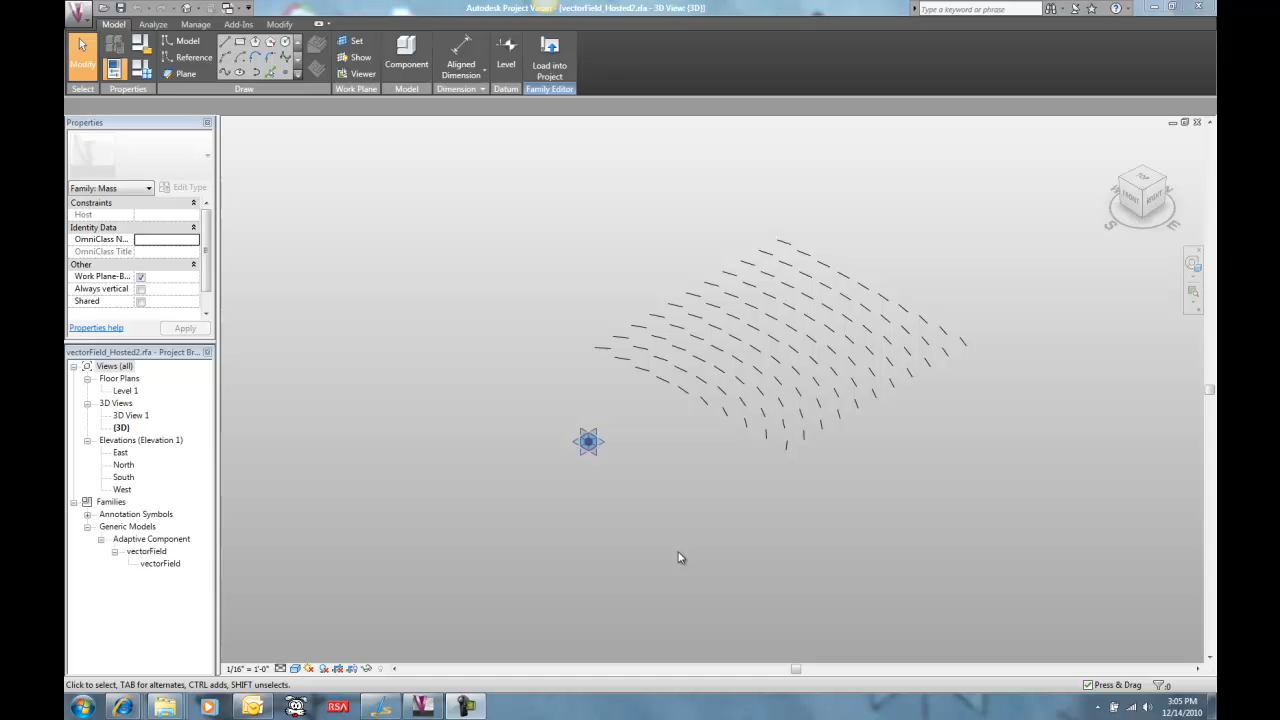 Autodesk Project Vasari - [vectorField_Hosted2.rfa - 3D View: {3D}]
Type a keyword or phrase
Model Analyze Manage Add-Ins Modify
Modify
Model
Reference
Plane
Set
Show
Viewer
Component
Aligned
Dimension
Level
Load into
Project
Select Properties Draw Work Plane Model Dimension Datum Family Editor
Properties
Family: Mass Edit Type
Constraints
Host
Identity Data
OmniClass N...
OmniClass Title
Other
Work Plane-B...
Always vertical
Shared
Properties help Apply
vectorField_Hosted2.rfa - Project Br...
Views (all)
Floor Plans
Level 1
3D Views
3D View 1
{3D}
Elevations (Elevation 1)
East
North
South
West
Families
Annotation Symbols
Generic Models
Adaptive Component
vectorField
vectorField
TOP
FRONT RIGHT
S E
1/16" = 1'-0"
Click to select, TAB for alternates, CTRL adds, SHIFT unselects.
Press & Drag :0
RSA
3:05 PM
12/14/2010